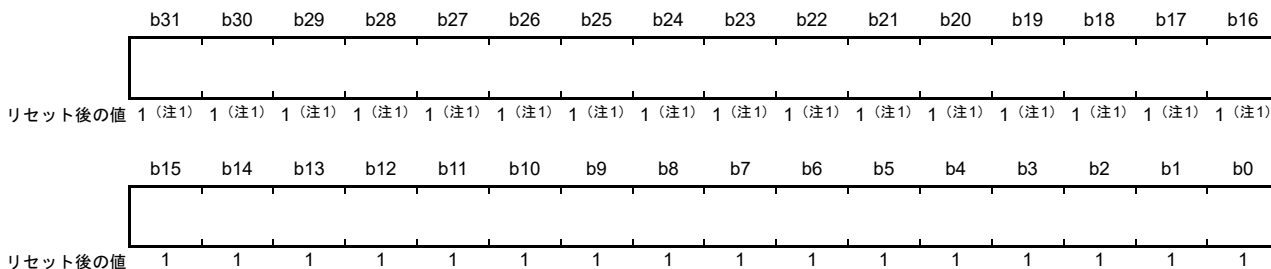 b31 b30 b29 b28 b27 b26 b25 b24 b23 b22 b21 b20 b19 b18 b17 b16
リセット後の値 1（注1） 1（注1） 1（注1） 1（注1） 1（注1） 1（注1） 1（注1） 1（注1） 1（注1） 1（注1） 1（注1） 1（注1） 1（注1） 1（注1） 1（注1） 1（注1）
b15 b14 b13 b12 b11 b10 b9 b8 b7 b6 b5 b4 b3 b2 b1 b0
リセット後の値 1 1 1 1 1 1 1 1 1 1 1 1 1 1 1 1